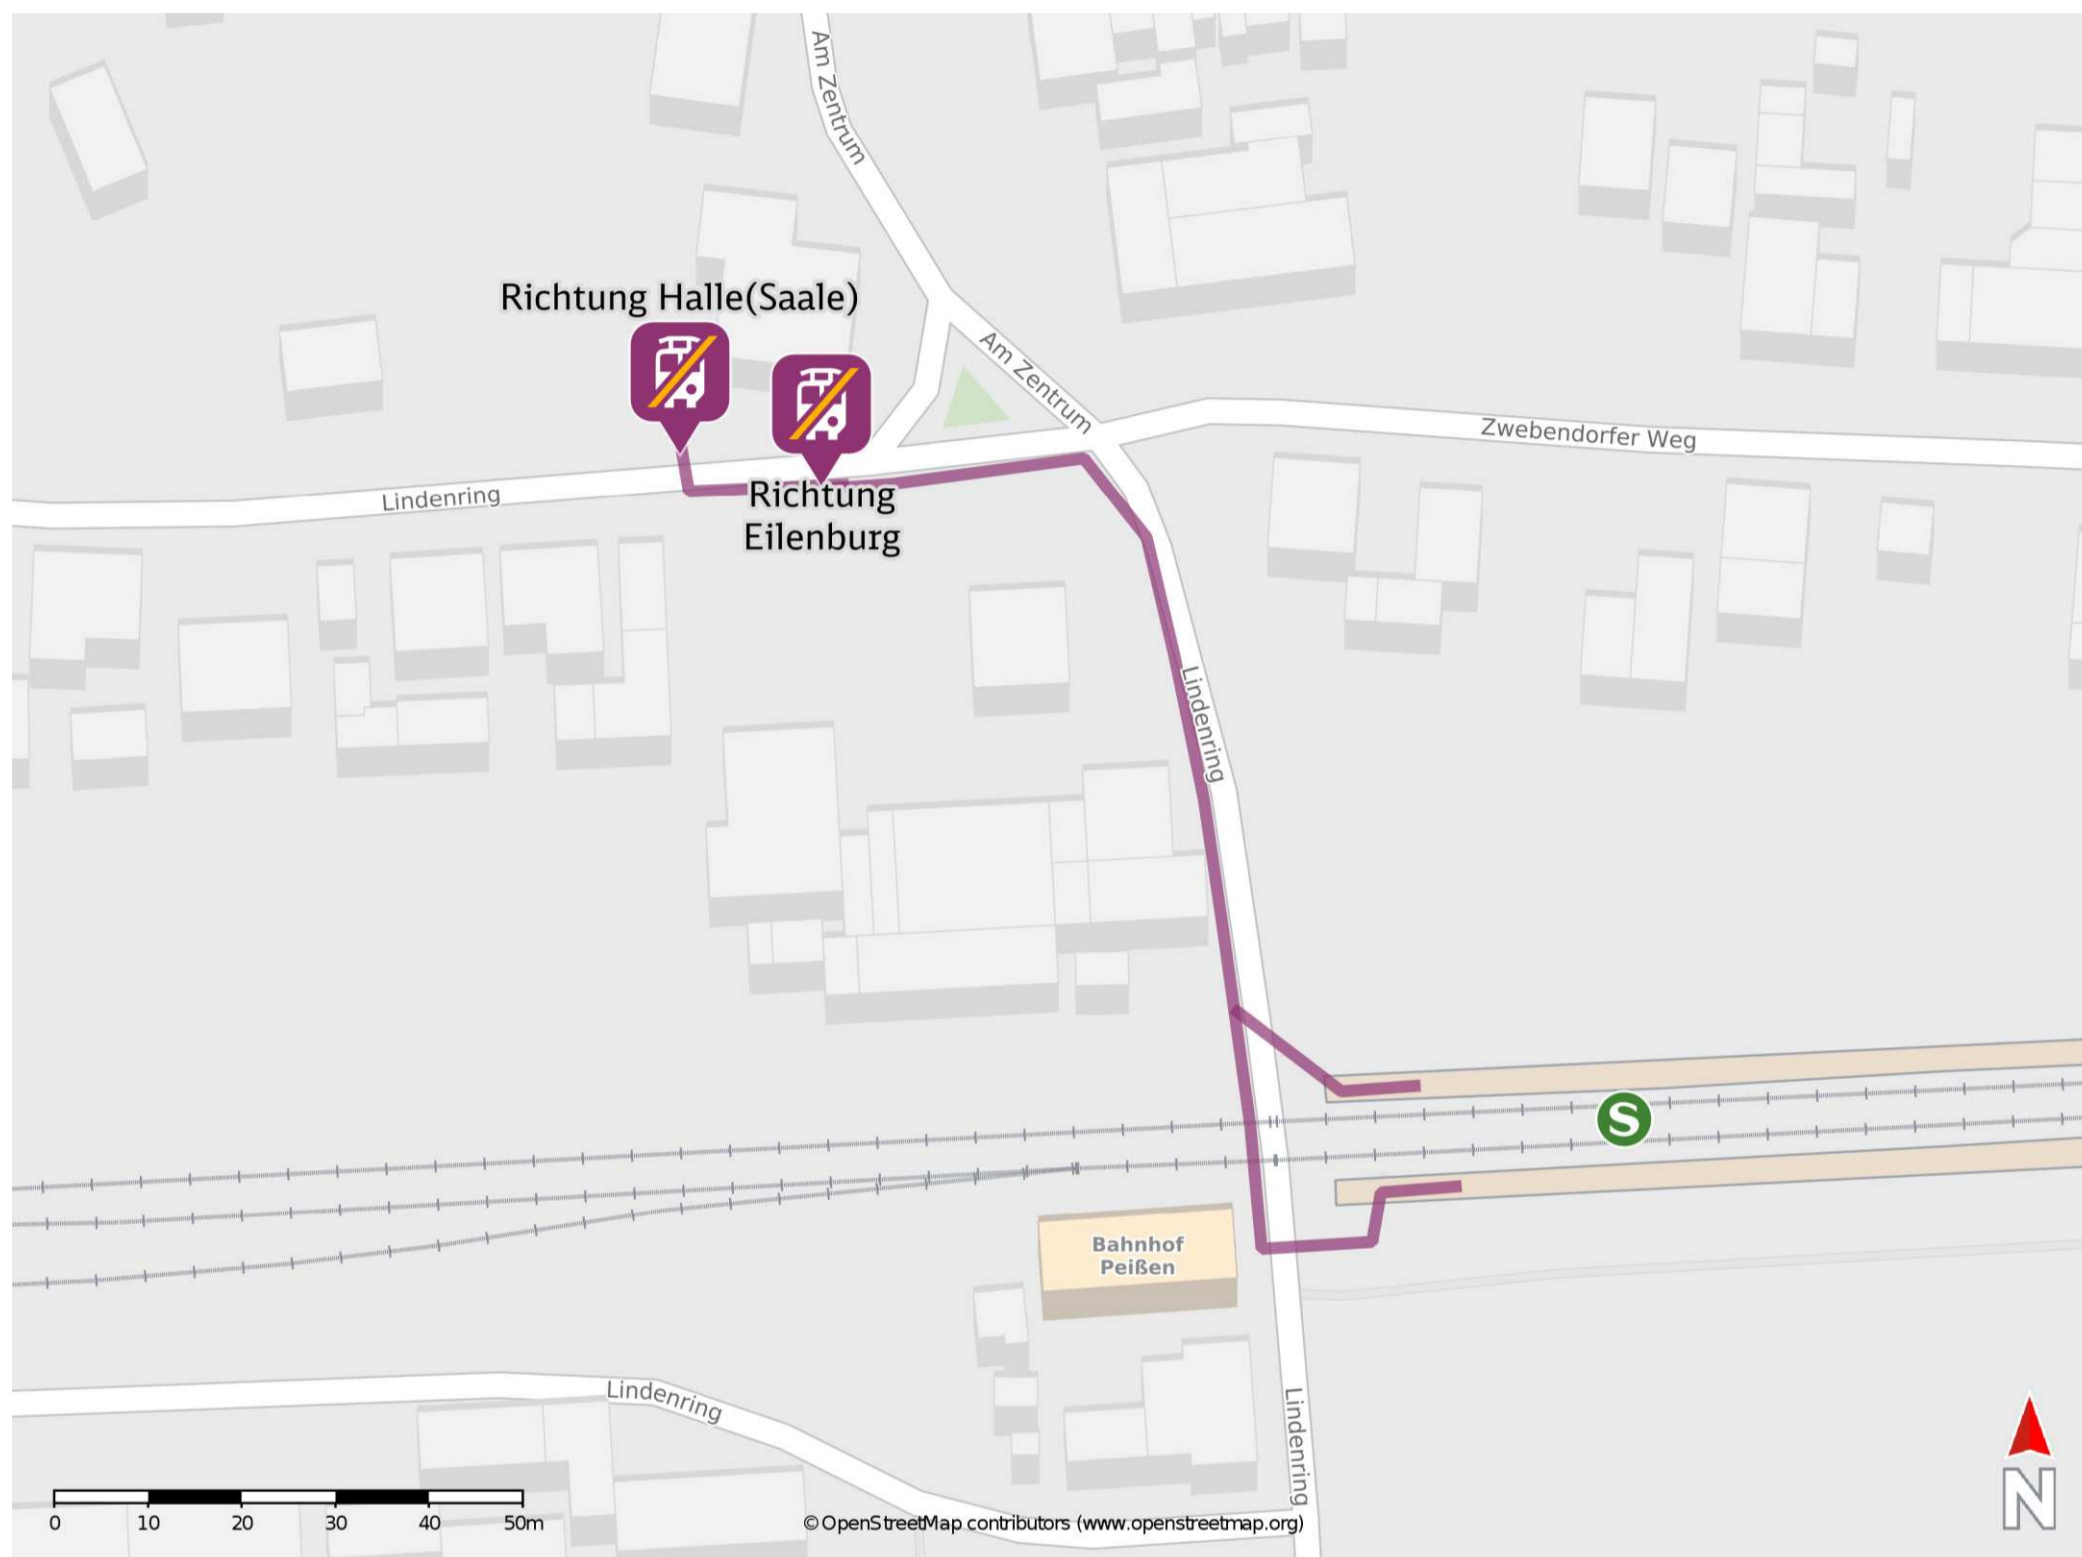 Am Zentrum
Richtung Halle(Saale)
Am Zentrum
Zwebendorfer Weg
Lindenring
Richtung
Eilenburg
Lindenring
S
Bahnhof
Peißen
Lindenring
Lindenring
N
0 10 20 30 40 50m
©OpenStreetMap contributors (www.openstreetmap.org)